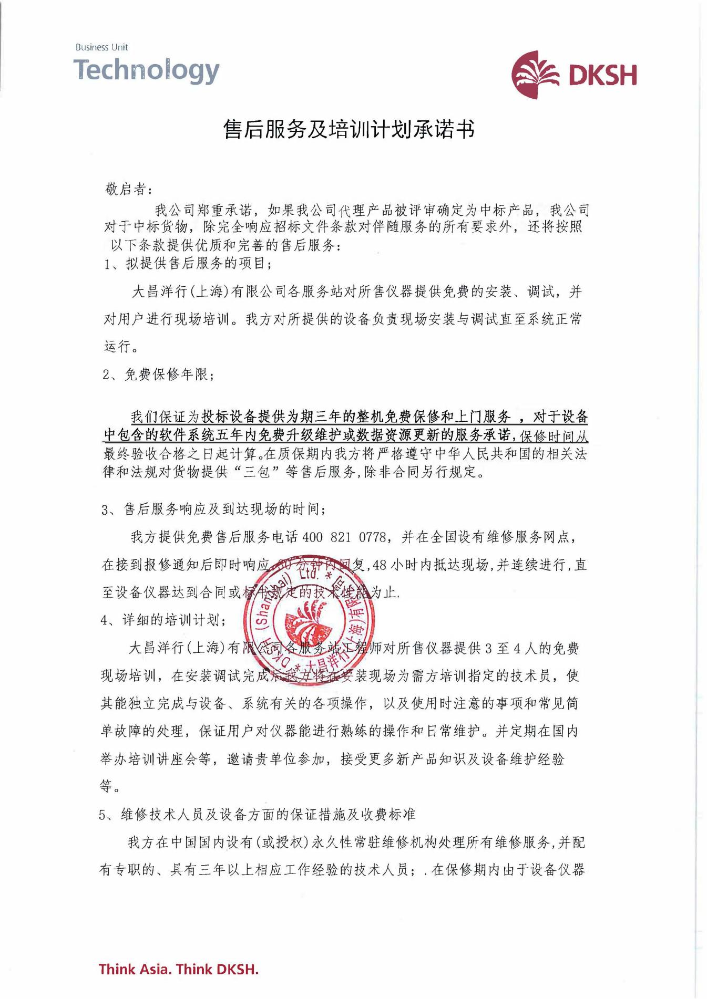 Business Unit
Technology
DKSH
售后服务及培训计划承诺书
敬启者：
我公司郑重承诺，如果我公司代理产品被评审确定为中标产品，我公司
对于中标货物，除完全响应招标文件条款对伴随服务的所有要求外，还将按照
以下条款提供优质和完善的售后服务：
1、拟提供售后服务的项目；
大昌洋行(上海)有限公司各服务站对所售仪器提供免费的安装、调试，并
对用户进行现场培训。我方对所提供的设备负责现场安装与调试直至系统正常
运行。
2、免费保修年限；
我们保证为投标设备提供为期三年的整机免费保修和上门服务 ，对于设备
中包含的软件系统五年内免费升级维护或数据资源更新的服务承诺，保修时间从
最终验收合格之日起计算。在质保期内我方将严格遵守中华人民共和国的相关法
律和法规对货物提供“三包”等售后服务,除非合同另行规定。
3、售后服务响应及到达现场的时间；
我方提供免费售后服务电话 400 821 0778，并在全国设有维修服务网点，
在接到报修通知后即时响应,30 分钟内回复,48 小时内抵达现场,并连续进行,直
至设备仪器达到合同或标书规定的技术性能为止.
DKSH (Shanghai) Ltd. * 大昌洋行(上海)有限公司 *
4、详细的培训计划；
大昌洋行(上海)有限公司各服务站工程师对所售仪器提供 3 至 4 人的免费
现场培训，在安装调试完成后我方将在安装现场为需方培训指定的技术员，使
其能独立完成与设备、系统有关的各项操作，以及使用时注意的事项和常见简
单故障的处理，保证用户对仪器能进行熟练的操作和日常维护。并定期在国内
举办培训讲座会等，邀请贵单位参加，接受更多新产品知识及设备维护经验
等。
5、维修技术人员及设备方面的保证措施及收费标准
我方在中国国内设有(或授权)永久性常驻维修机构处理所有维修服务,并配
有专职的、具有三年以上相应工作经验的技术人员；.在保修期内由于设备仪器
Think Asia. Think DKSH.